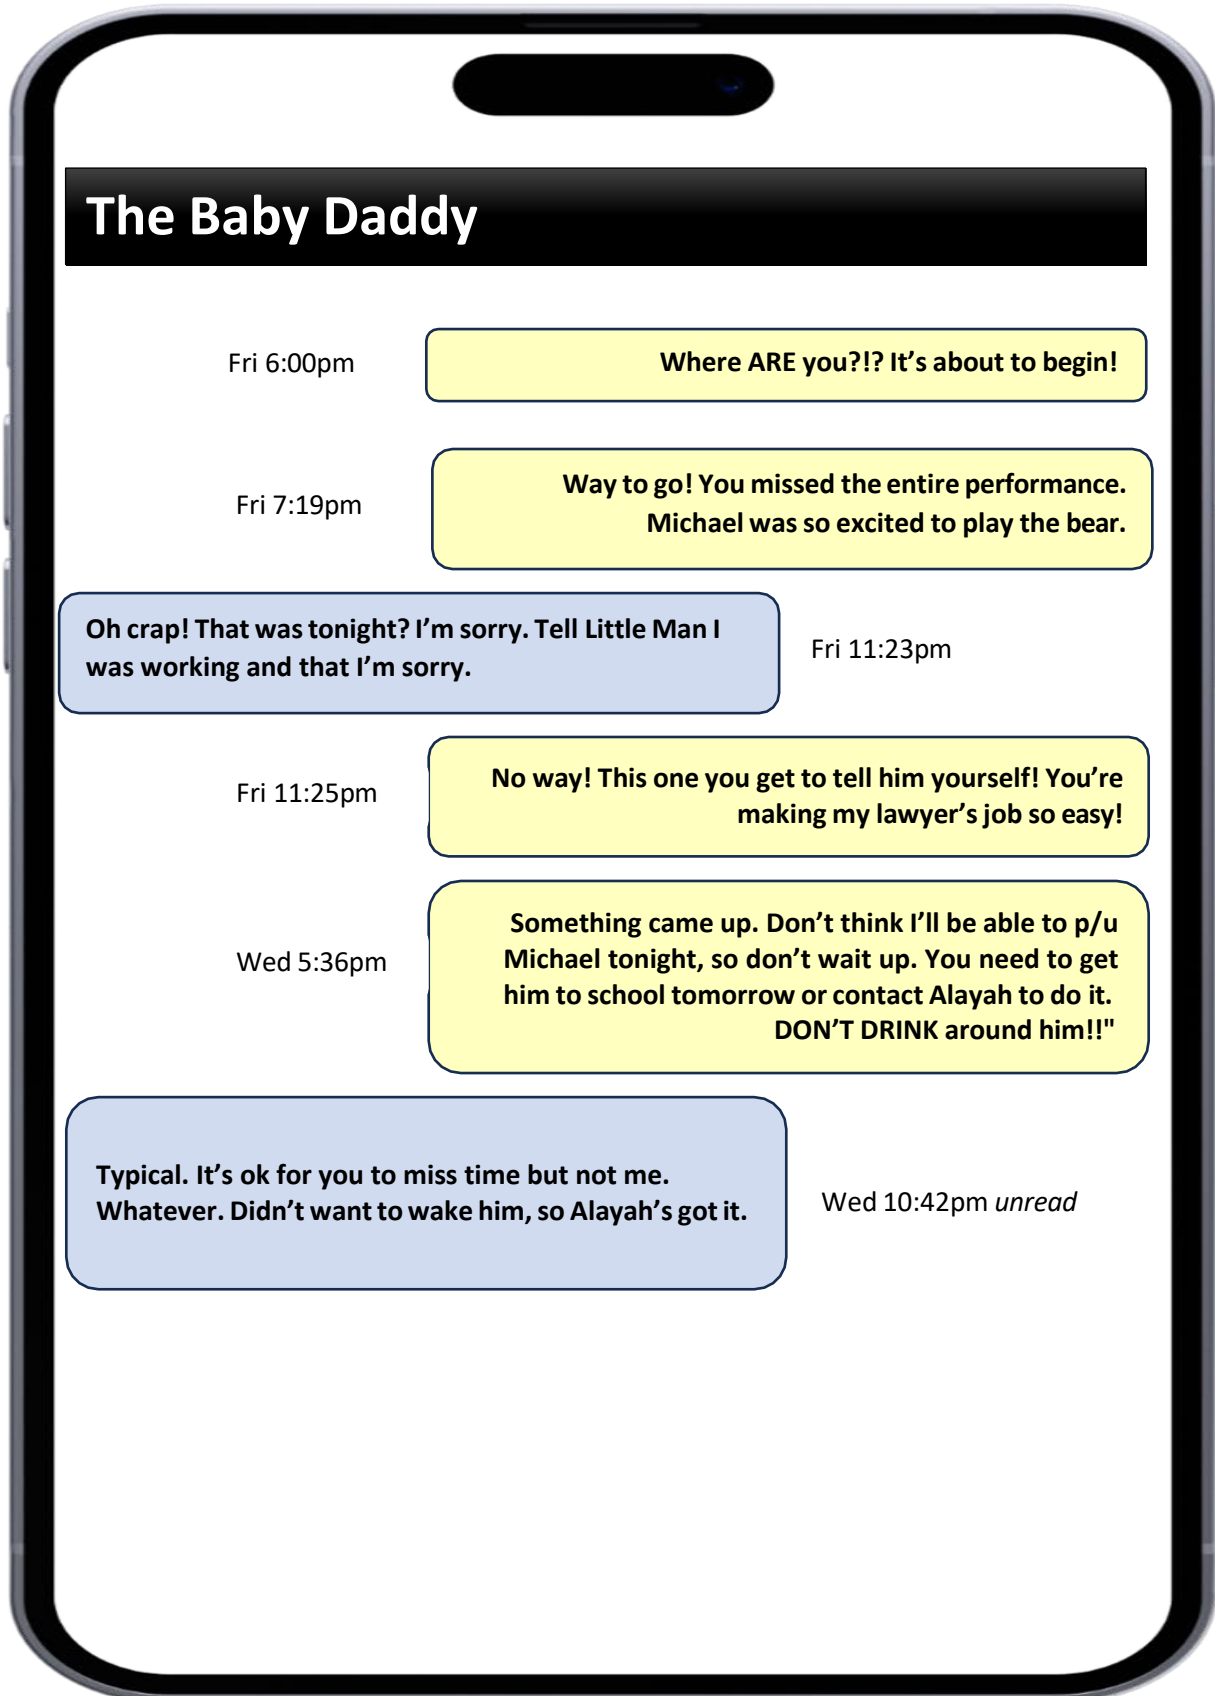 The Baby Daddy
Fri 6:00pm
Where ARE you?!? It’s about to begin!
Fri 7:19pm
Way to go! You missed the entire performance.
Michael was so excited to play the bear.
Oh crap! That was tonight? I’m sorry. Tell Little Man I
was working and that I’m sorry.
Fri 11:23pm
Fri 11:25pm
No way! This one you get to tell him yourself! You’re
making my lawyer’s job so easy!
Wed 5:36pm
Something came up. Don’t think I’ll be able to p/u
Michael tonight, so don’t wait up. You need to get
him to school tomorrow or contact Alayah to do it.
DON’T DRINK around him!!"
Typical. It’s ok for you to miss time but not me.
Whatever. Didn’t want to wake him, so Alayah’s got it.
Wed 10:42pm unread